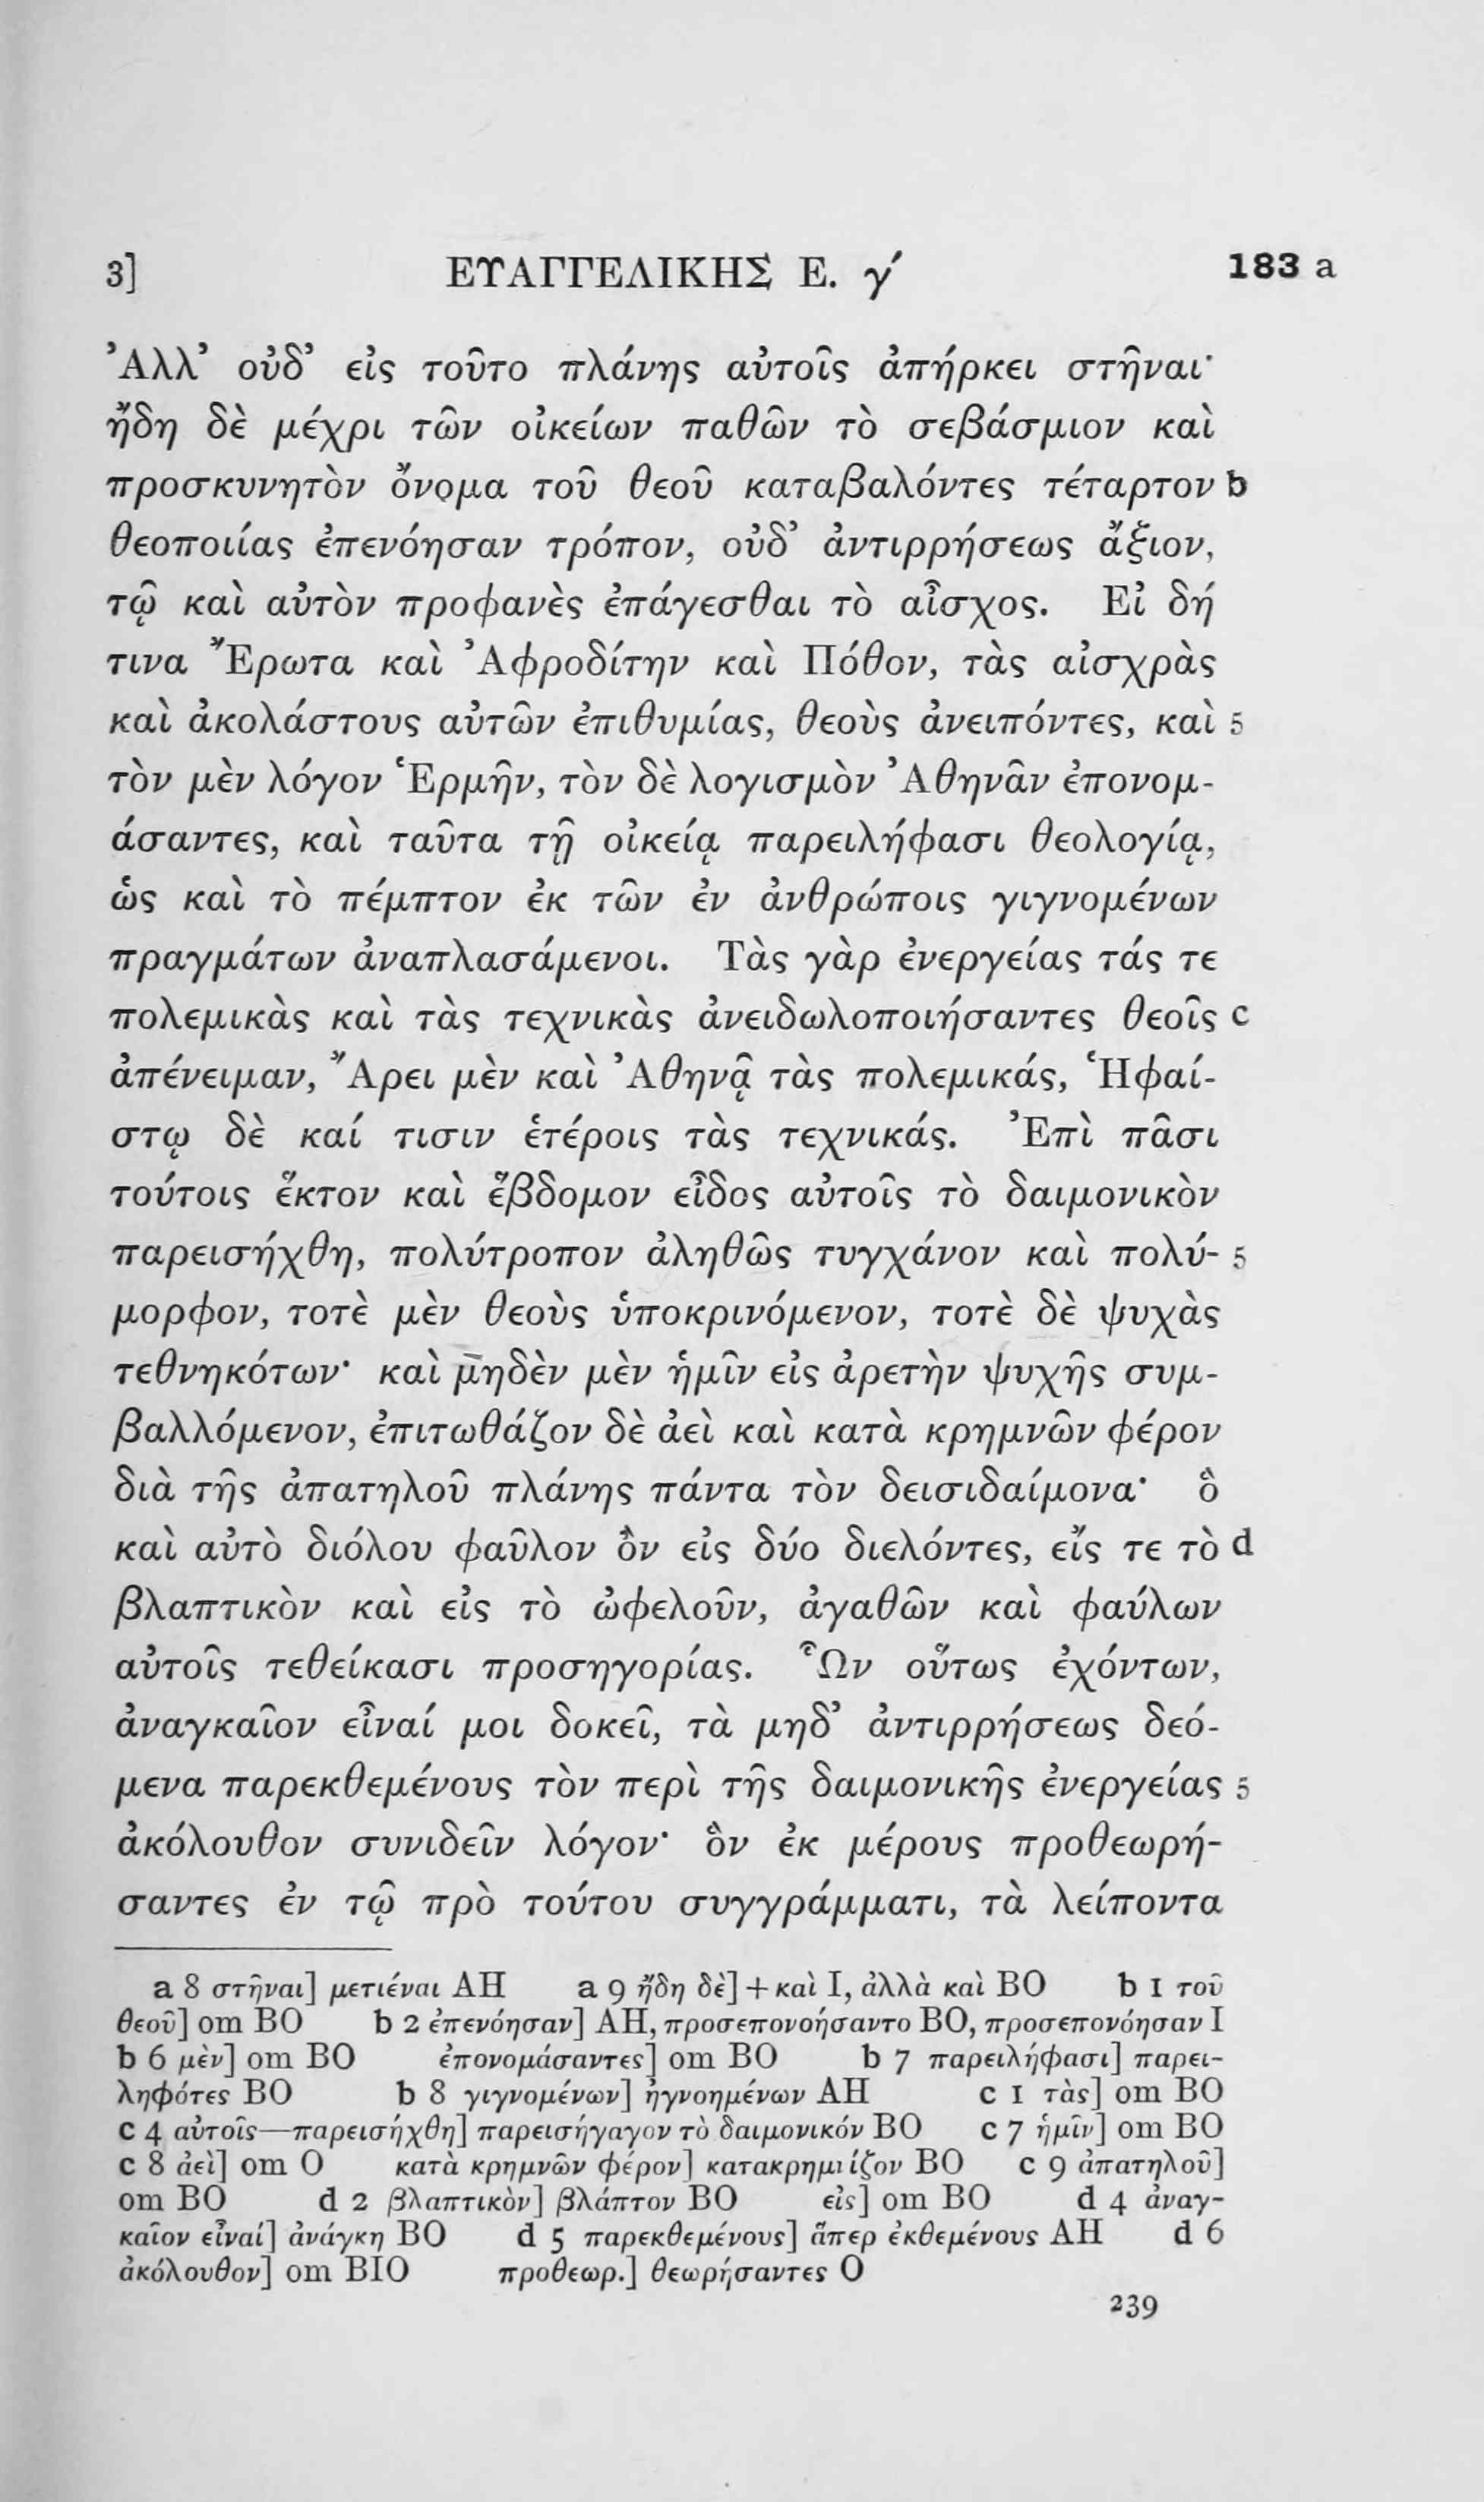 3] ΕΥΑΓΓΕΛΙΚΗΣ Ε. γ´ 183 a
Ἀλλ’ οὐδ’ εἰς τοῦτο πλάνης αὐτοῖς ἀπήρκει στῆναι·
ἤδη δὲ μέχρι τῶν οἰκείων παθῶν τὸ σεβάσμιον καὶ
προσκυνητὸν ὄνομα τοῦ θεοῦ καταβαλόντες τέταρτον b
θεοποιίας ἐπενόησαν τρόπον, οὐδ’ ἀντιρρήσεως ἄξιον,
τῷ καὶ αὐτὸν προφανὲς ἐπάγεσθαι τὸ αἶσχος. Εἰ δή
τινα Ἔρωτα καὶ Ἀφροδίτην καὶ Πόθον, τὰς αἰσχρὰς
καὶ ἀκολάστους αὐτῶν ἐπιθυμίας, θεοὺς ἀνειπόντες, καὶ 5
τὸν μὲν λόγον Ἑρμῆν, τὸν δὲ λογισμὸν Ἀθηνᾶν ἐπονομ-
άσαντες, καὶ ταῦτα τῇ οἰκείᾳ παρειλήφασι θεολογίᾳ,
ὡς καὶ τὸ πέμπτον ἐκ τῶν ἐν ἀνθρώποις γιγνομένων
πραγμάτων ἀναπλασάμενοι. Τὰς γὰρ ἐνεργείας τάς τε
πολεμικὰς καὶ τὰς τεχνικὰς ἀνειδωλοποιήσαντες θεοῖς c
ἀπένειμαν, Ἄρει μὲν καὶ Ἀθηνᾷ τὰς πολεμικάς, Ἡφαί-
στῳ δὲ καί τισιν ἑτέροις τὰς τεχνικάς. Ἐπὶ πᾶσι
τούτοις ἕκτον καὶ ἕβδομον εἶδος αὐτοῖς τὸ δαιμονικὸν
παρεισήχθη, πολύτροπον ἀληθῶς τυγχάνον καὶ πολύ- 5
μορφον, τοτὲ μὲν θεοὺς ὑποκρινόμενον, τοτὲ δὲ ψυχὰς
τεθνηκότων· καὶ μηδὲν μὲν ἡμῖν εἰς ἀρετὴν ψυχῆς συμ-
βαλλόμενον, ἐπιτωθάζον δὲ ἀεὶ καὶ κατὰ κρημνῶν φέρον
διὰ τῆς ἀπατηλοῦ πλάνης πάντα τὸν δεισιδαίμονα· ὃ
καὶ αὐτὸ διόλου φαῦλον ὂν εἰς δύο διελόντες, εἴς τε τὸ d
βλαπτικὸν καὶ εἰς τὸ ὠφελοῦν, ἀγαθῶν καὶ φαύλων
αὐτοῖς τεθείκασι προσηγορίας. Ὧν οὕτως ἐχόντων,
ἀναγκαῖον εἶναί μοι δοκεῖ, τὰ μηδ’ ἀντιρρήσεως δεό-
μενα παρεκθεμένους τὸν περὶ τῆς δαιμονικῆς ἐνεργείας 5
ἀκόλουθον συνιδεῖν λόγον· ὃν ἐκ μέρους προθεωρή-
σαντες ἐν τῷ πρὸ τούτου συγγράμματι, τὰ λείποντα
a 8 στῆναι] μετιέναι AH a 9 ἤδη δὲ] + καὶ I, ἀλλὰ καὶ BO b 1 τοῦ
θεοῦ] om BO b 2 ἐπενόησαν] AH, προσεπονοήσαντο BO, προσεπονόησαν I
b 6 μὲν] om BO ἐπονομάσαντες] om BO b 7 παρειλήφασι] παρει-
ληφότες BO b 8 γιγνομένων] ἠγνοημένων AH c 1 τὰς] om BO
c 4 αὐτοῖς—παρεισήχθη] παρεισήγαγον τὸ δαιμονικόν BO c 7 ἡμῖν] om BO
c 8 ἀεὶ] om O κατὰ κρημνῶν φέρον] κατακρημνίζον BO c 9 ἀπατηλοῦ]
om BO d 2 βλαπτικὸν] βλάπτον BO εἰς] om BO d 4 ἀναγ-
καῖον εἶναί] ἀνάγκη BO d 5 παρεκθεμένους] ἅπερ ἐκθεμένους AH d 6
ἀκόλουθον] om BIO προθεωρ.] θεωρήσαντες O
239